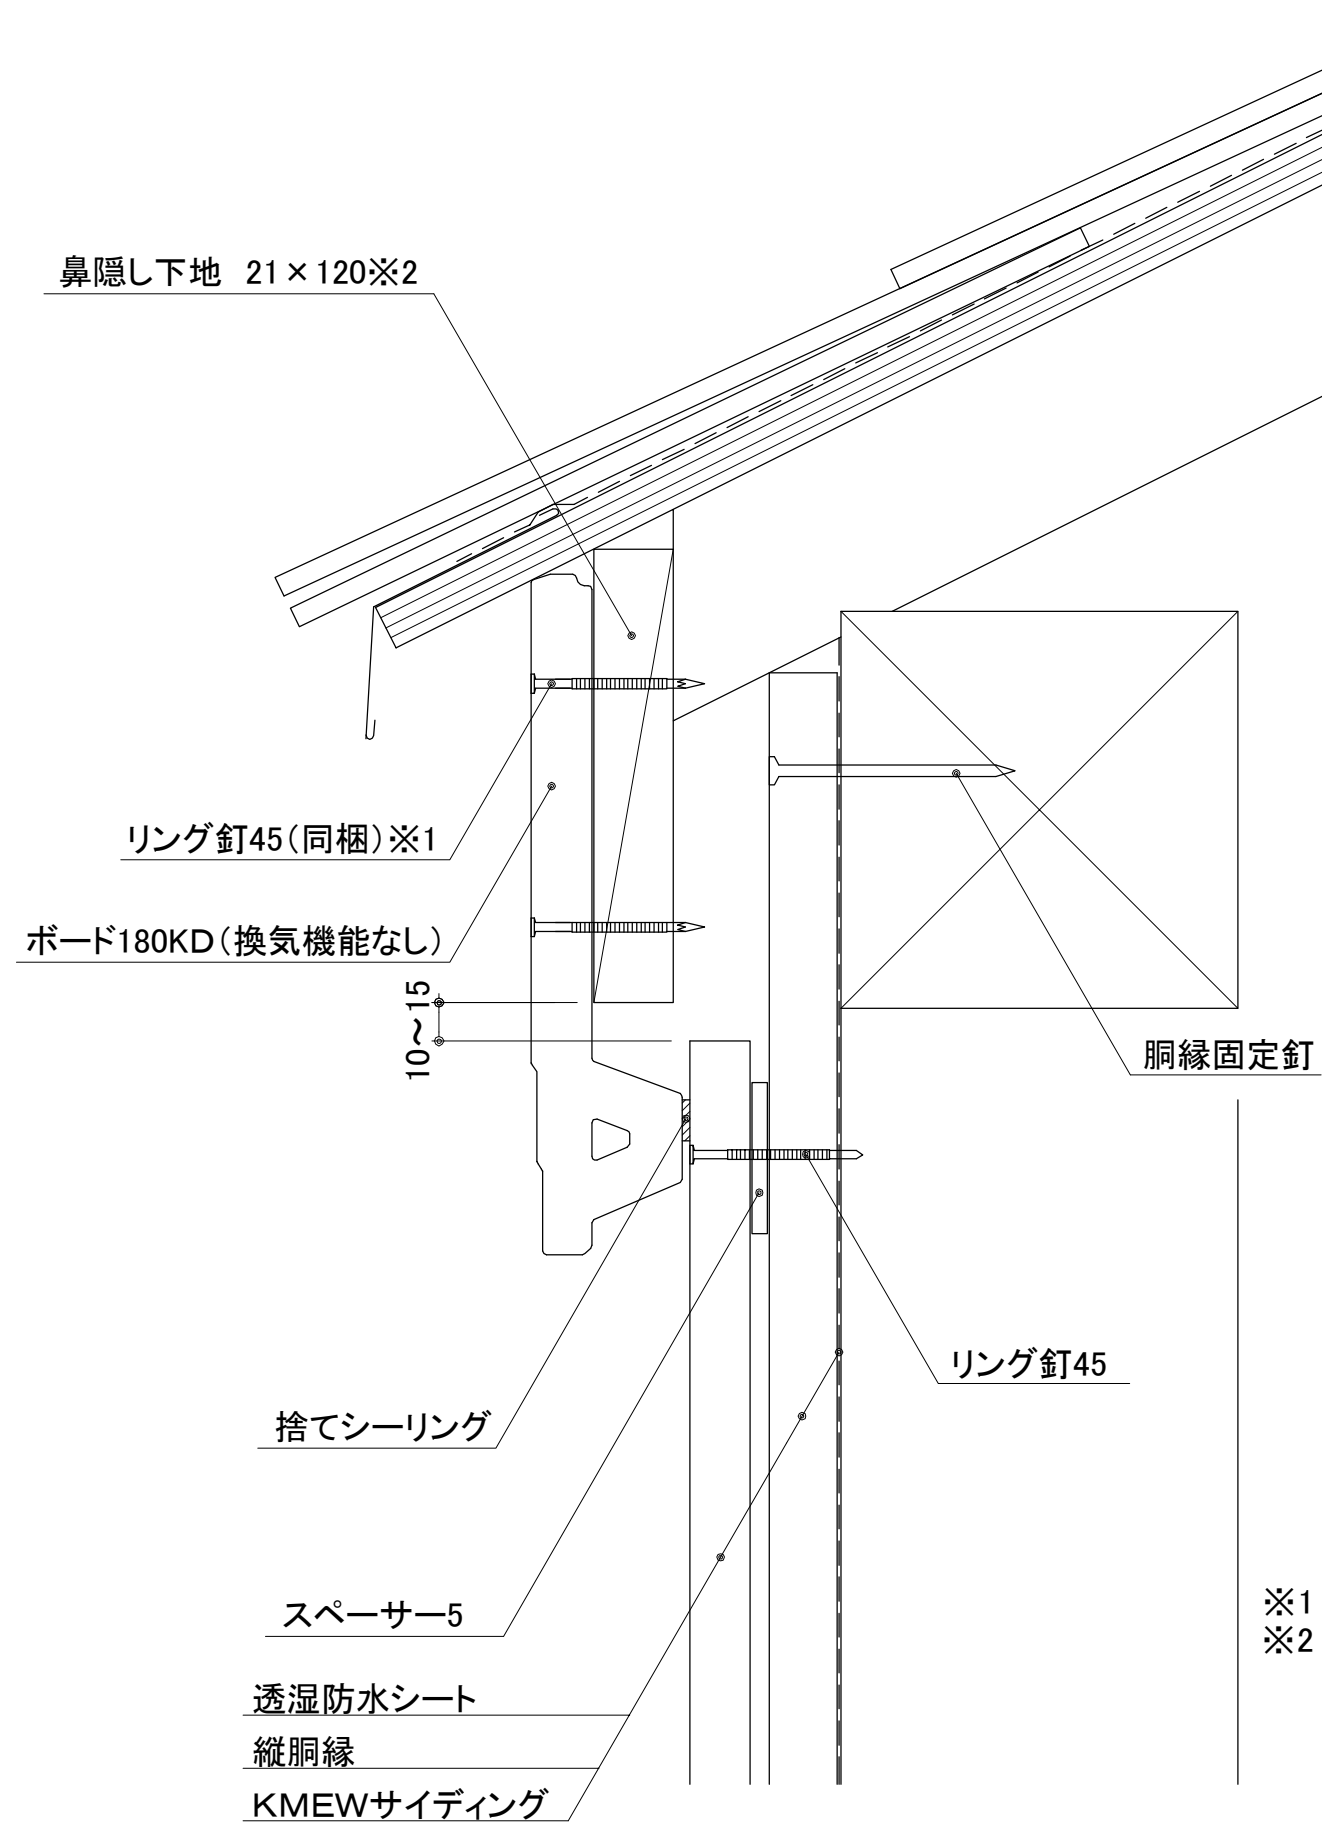 鼻隠し下地 21×120※2
リング釘45(同梱)※1
ボード180KD(換気機能なし)
10～15
胴縁固定釘
リング釘45
捨てシーリング
スペーサー5
※1
※2
透湿防水シート
縦胴縁
KMEWサイディング